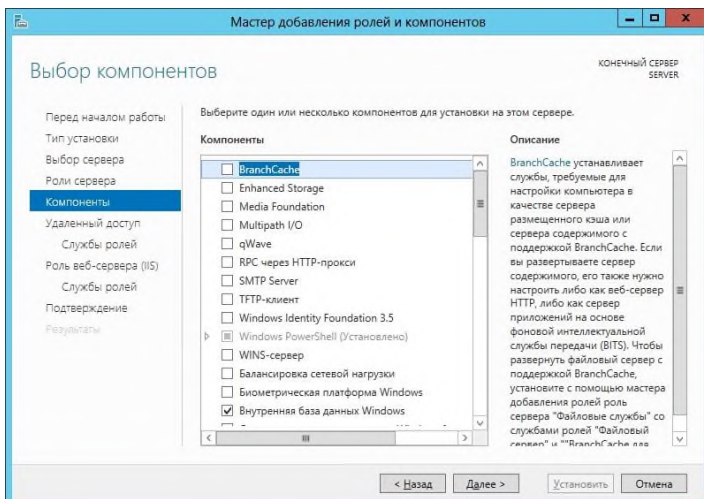 Мастер добавления ролей и компонентов
Выбор компонентов
КОНЕЧНЫЙ СЕРВЕР
SERVER
Перед началом работы
Тип установки
Выбор сервера
Роли сервера
Компоненты
Удаленный доступ
Службы ролей
Роль веб-сервера (IIS)
Службы ролей
Подтверждение
Результаты
Выберите один или несколько компонентов для установки на этом сервере.
Компоненты
BranchCache
Enhanced Storage
Media Foundation
Multipath I/O
qWave
RPC через HTTP-прокси
SMTP Server
TFTP-клиент
Windows Identity Foundation 3.5
Windows PowerShell (Установлено)
WINS-сервер
Балансировка сетевой нагрузки
Биометрическая платформа Windows
Внутренняя база данных Windows
Описание
BranchCache устанавливает
службы, требуемые для
настройки компьютера в
качестве сервера
размещенного кэша или
сервера содержимого с
поддержкой BranchCache. Если
вы развертываете сервер
содержимого, его также нужно
настроить либо как веб-сервер
HTTP, либо как сервер
приложений на основе
фоновой интеллектуальной
службы передачи (BITS). Чтобы
развернуть файловый сервер с
поддержкой BranchCache,
установите с помощью мастера
добавления ролей роль
сервера "Файловые службы" со
службами ролей "Файловый
сервер" и ""BranchCache для
< Назад
Далее >
Установить
Отмена